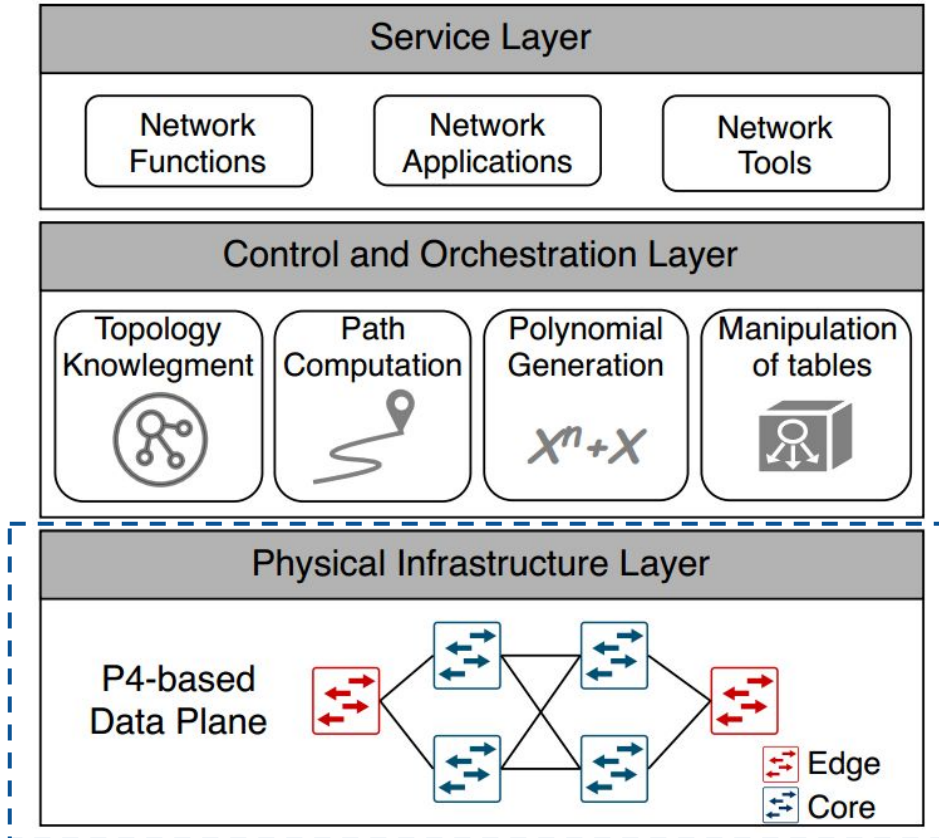 Service Layer
Network
Functions
Network
Applications
Network
Tools
Control and Orchestration Layer
Topology
Knowlegment
Path
Computation
Polynomial
Generation
Xⁿ+X
Manipulation
of tables
Physical Infrastructure Layer
P4-based
Data Plane
Edge
Core